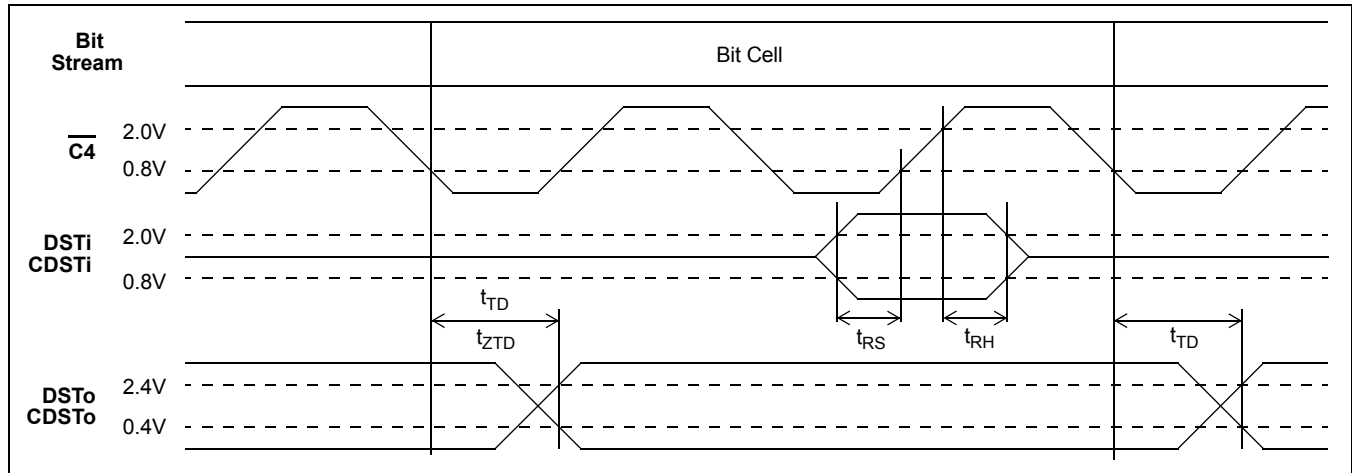 Bit
Stream
Bit Cell
C4
2.0V
0.8V
DSTi
CDSTi
2.0V
0.8V
tTD
tZTD
tRS
tRH
tTD
DSTo
CDSTo
2.4V
0.4V